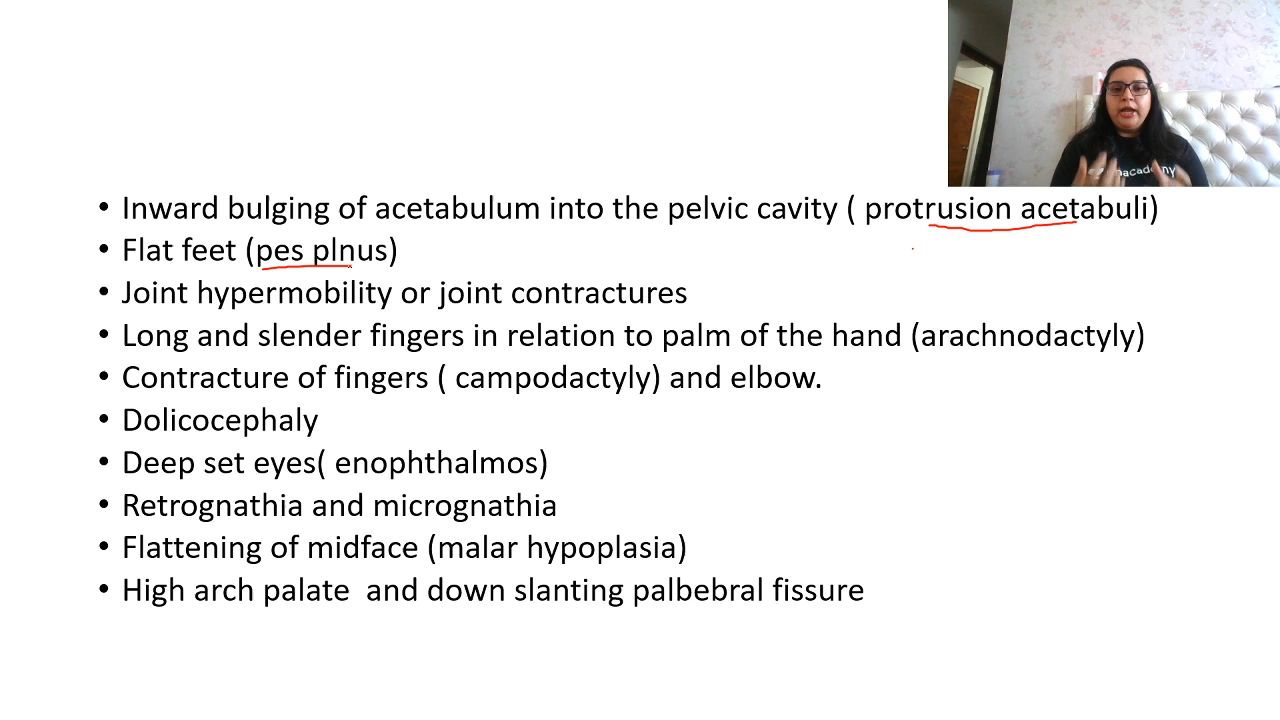 nacademy
• Inward bulging of acetabulum into the pelvic cavity ( protrusion acetabuli)
• Flat feet (pes plnus)
• Joint hypermobility or joint contractures
• Long and slender fingers in relation to palm of the hand (arachnodactyly)
• Contracture of fingers ( campodactyly) and elbow.
• Dolicocephaly
• Deep set eyes( enophthalmos)
• Retrognathia and micrognathia
• Flattening of midface (malar hypoplasia)
• High arch palate  and down slanting palbebral fissure